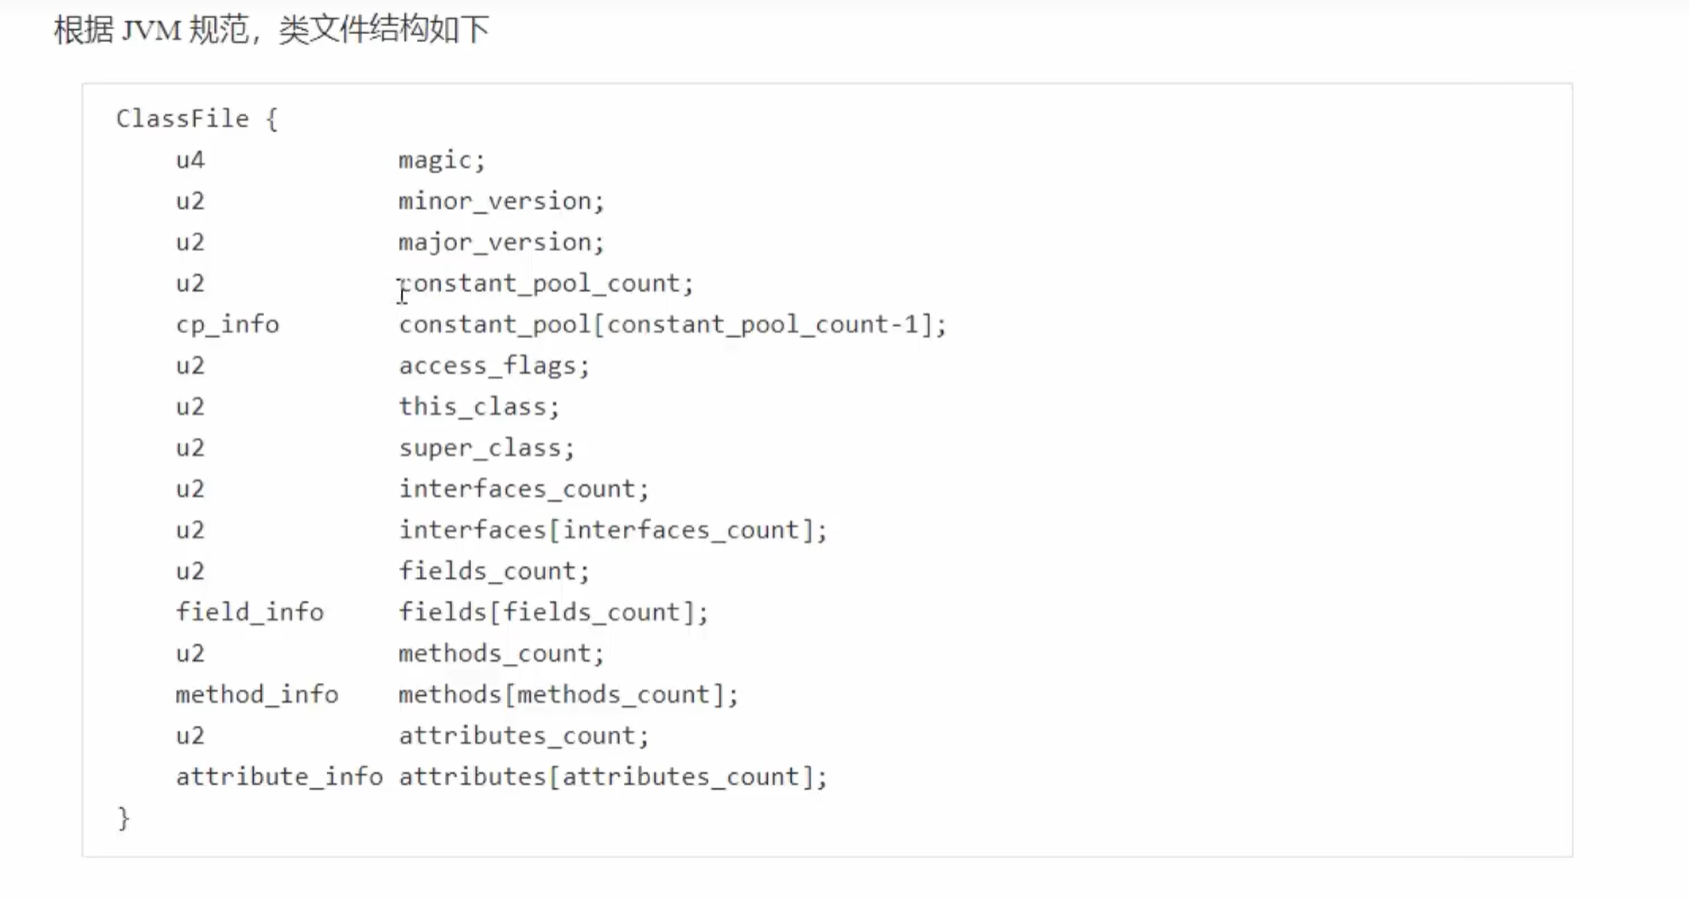 根据 JVM 规范，类文件结构如下
ClassFile {
u4 magic;
u2 minor_version;
u2 major_version;
u2 constant_pool_count;
cp_info constant_pool[constant_pool_count-1];
u2 access_flags;
u2 this_class;
u2 super_class;
u2 interfaces_count;
u2 interfaces[interfaces_count];
u2 fields_count;
field_info fields[fields_count];
u2 methods_count;
method_info methods[methods_count];
u2 attributes_count;
attribute_info attributes[attributes_count];
}